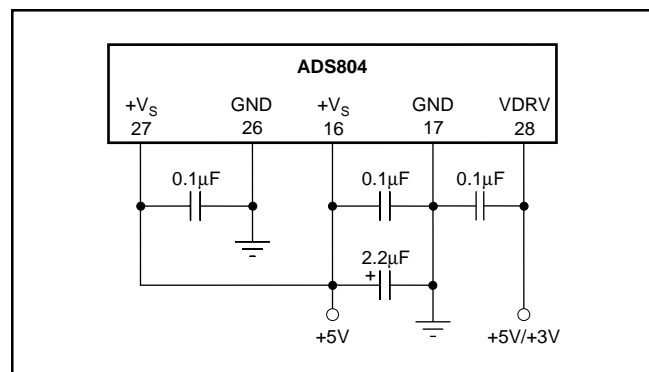 ADS804
+VS GND +VS GND VDRV
27 26 16 17 28
0.1µF 0.1µF 0.1µF
2.2µF
+
+5V +5V/+3V